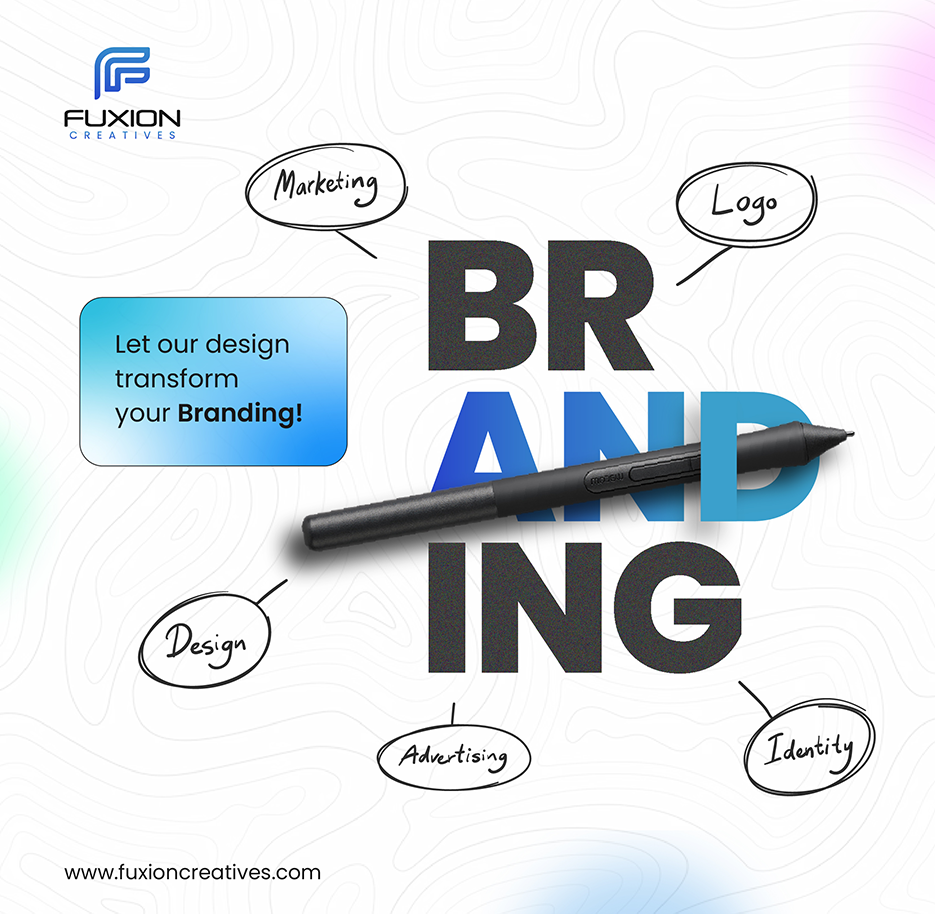 FUXION
CREATIVES
Marketing
Logo
BR
AND
ING
Let our design
transform
your Branding!
Design
Advertising
Identity
www.fuxioncreatives.com